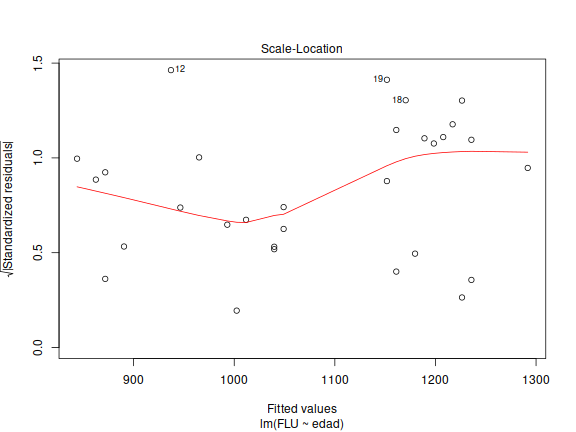 Scale-Location
√|Standardized residuals|
0.0 0.5 1.0 1.5
12
19
18
900 1000 1100 1200 1300
Fitted values
lm(FLU ~ edad)